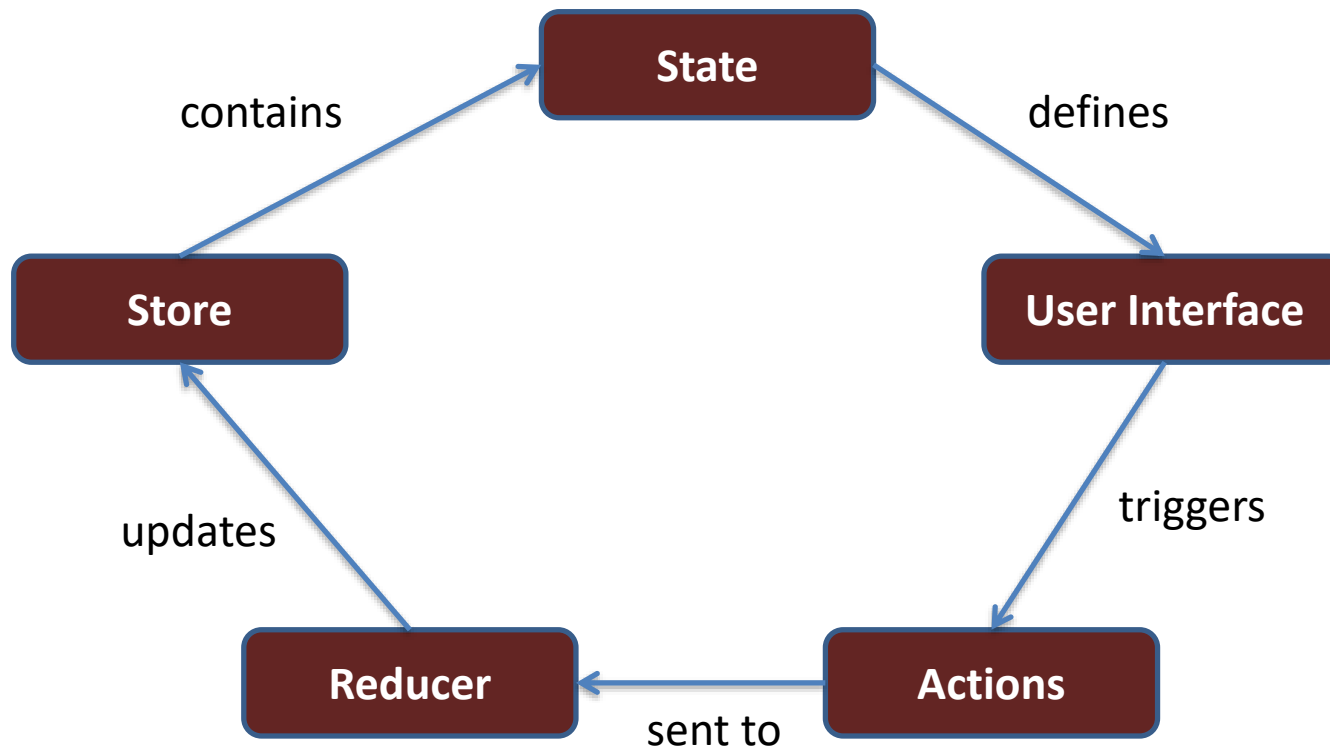 State
contains
defines
Store
User Interface
triggers
updates
Reducer
Actions
sent to